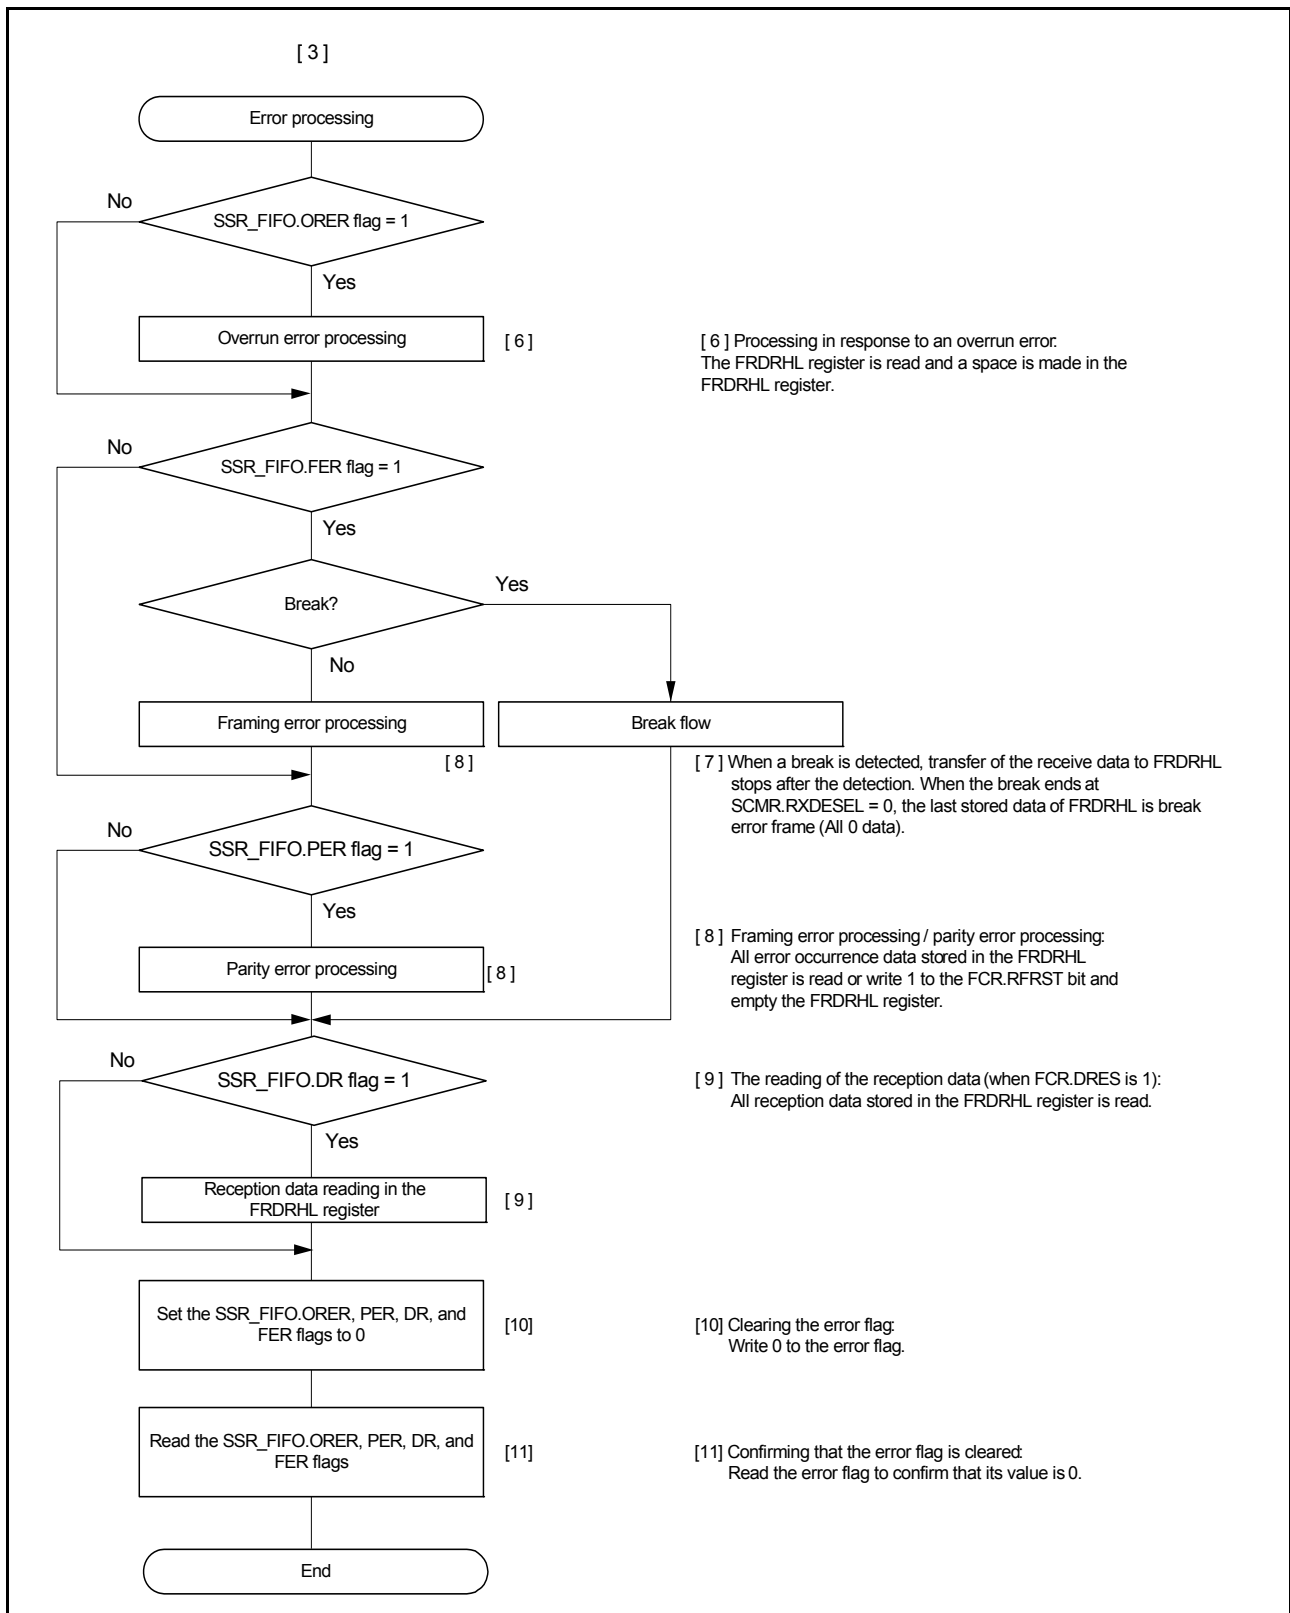 [ 3 ]
Error processing
No
SSR_FIFO.ORER flag = 1
Yes
Overrun error processing
[ 6 ]
[ 6 ] Processing in response to an overrun error:
The FRDRHL register is read and a space is made in the
FRDRHL register.
No
SSR_FIFO.FER flag = 1
Yes
Break?
Yes
No
Framing error processing
Break flow
[ 8 ]
[ 7 ] When a break is detected, transfer of the receive data to FRDRHL
stops after the detection. When the break ends at
SCMR.RXDESEL = 0, the last stored data of FRDRHL is break
error frame (All 0 data).
No
SSR_FIFO.PER flag = 1
Yes
Parity error processing
[ 8 ]
[ 8 ] Framing error processing / parity error processing:
All error occurrence data stored in the FRDRHL
register is read or write 1 to the FCR.RFRST bit and
empty the FRDRHL register.
No
SSR_FIFO.DR flag = 1
Yes
[ 9 ] The reading of the reception data (when FCR.DRES is 1):
All reception data stored in the FRDRHL register is read.
Reception data reading in the
FRDRHL register
[ 9 ]
Set the SSR_FIFO.ORER, PER, DR, and
FER flags to 0
[10]
[10] Clearing the error flag:
Write 0 to the error flag.
Read the SSR_FIFO.ORER, PER, DR, and
FER flags
[11]
[11] Confirming that the error flag is cleared:
Read the error flag to confirm that its value is 0.
End